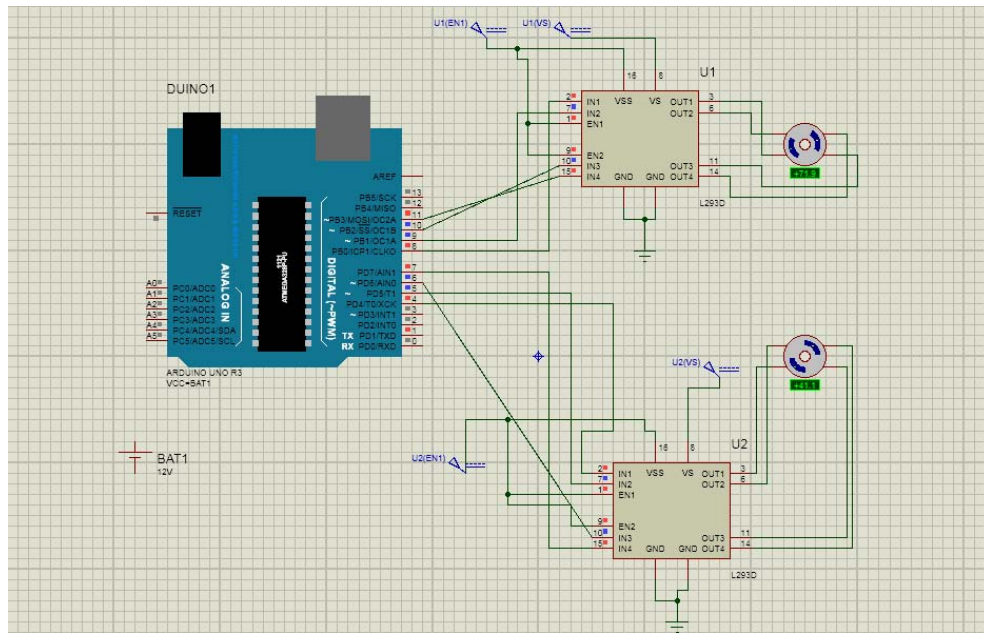 U1(EN1)
U1(VS)
U1
16
8
VSS
VS
2
IN1
OUT1
3
7
IN2
OUT2
6
1
EN1
9
EN2
10
IN3
OUT3
11
15
IN4
GND
GND
OUT4
14
+71.9
L293D
DUINO1
RESET
AREF
PB5/SCK
13
PB4/MISO
12
~PB3/MOSI/OC2A
11
~ PB2/SS/OC1B
10
~ PB1/OC1A
9
PB0/ICP1/CLKO
8
PD7/AIN1
7
~ PD6/AIN0
6
~ PD5/T1
5
PD4/T0/XCK
4
~ PD3/INT1
3
PD2/INT0
2
TX PD1/TXD
1
RX PD0/RXD
0
DIGITAL (~PWM)
ANALOG IN
ATMEGA328P-PU
A0
PC0/ADC0
A1
PC1/ADC1
A2
PC2/ADC2
A3
PC3/ADC3
A4
PC4/ADC4/SDA
A5
PC5/ADC5/SCL
ARDUINO UNO R3
VCC=BAT1
BAT1
12V
U2(VS)
U2(EN1)
+41.1
U2
16
8
VSS
VS
2
IN1
OUT1
3
7
IN2
OUT2
6
1
EN1
9
EN2
10
IN3
OUT3
11
15
IN4
GND
GND
OUT4
14
L293D